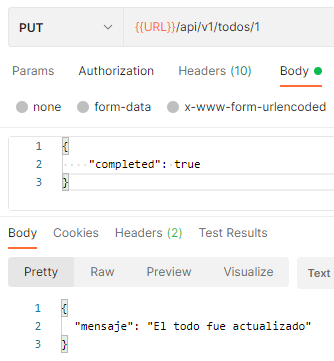 PUT {{URL}}/api/v1/todos/1
Params Authorization Headers (10) Body
none form-data x-www-form-urlencoded
1 {
2 "completed": true
3 }
Body Cookies Headers (2) Test Results
Pretty Raw Preview Visualize Text
1 {
2 "mensaje": "El todo fue actualizado"
3 }